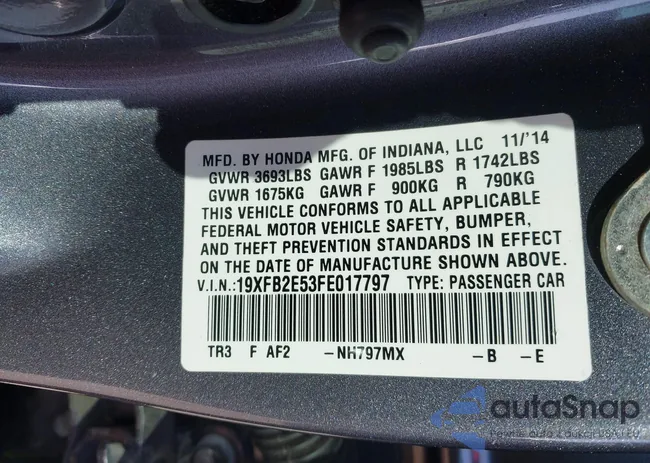 MFD. BY HONDA MFG. OF INDIANA, LLC 11/'14
GVWR 3693LBS GAWR F 1985LBS R 1742LBS
GVWR 1675KG GAWR F 900KG R 790KG
THIS VEHICLE CONFORMS TO ALL APPLICABLE
FEDERAL MOTOR VEHICLE SAFETY, BUMPER,
AND THEFT PREVENTION STANDARDS IN EFFECT
ON THE DATE OF MANUFACTURE SHOWN ABOVE.
V.I.N.:19XFB2E53FE017797 TYPE: PASSENGER CAR
TR3 F AF2 -NH797MX -B -E
autaSnap